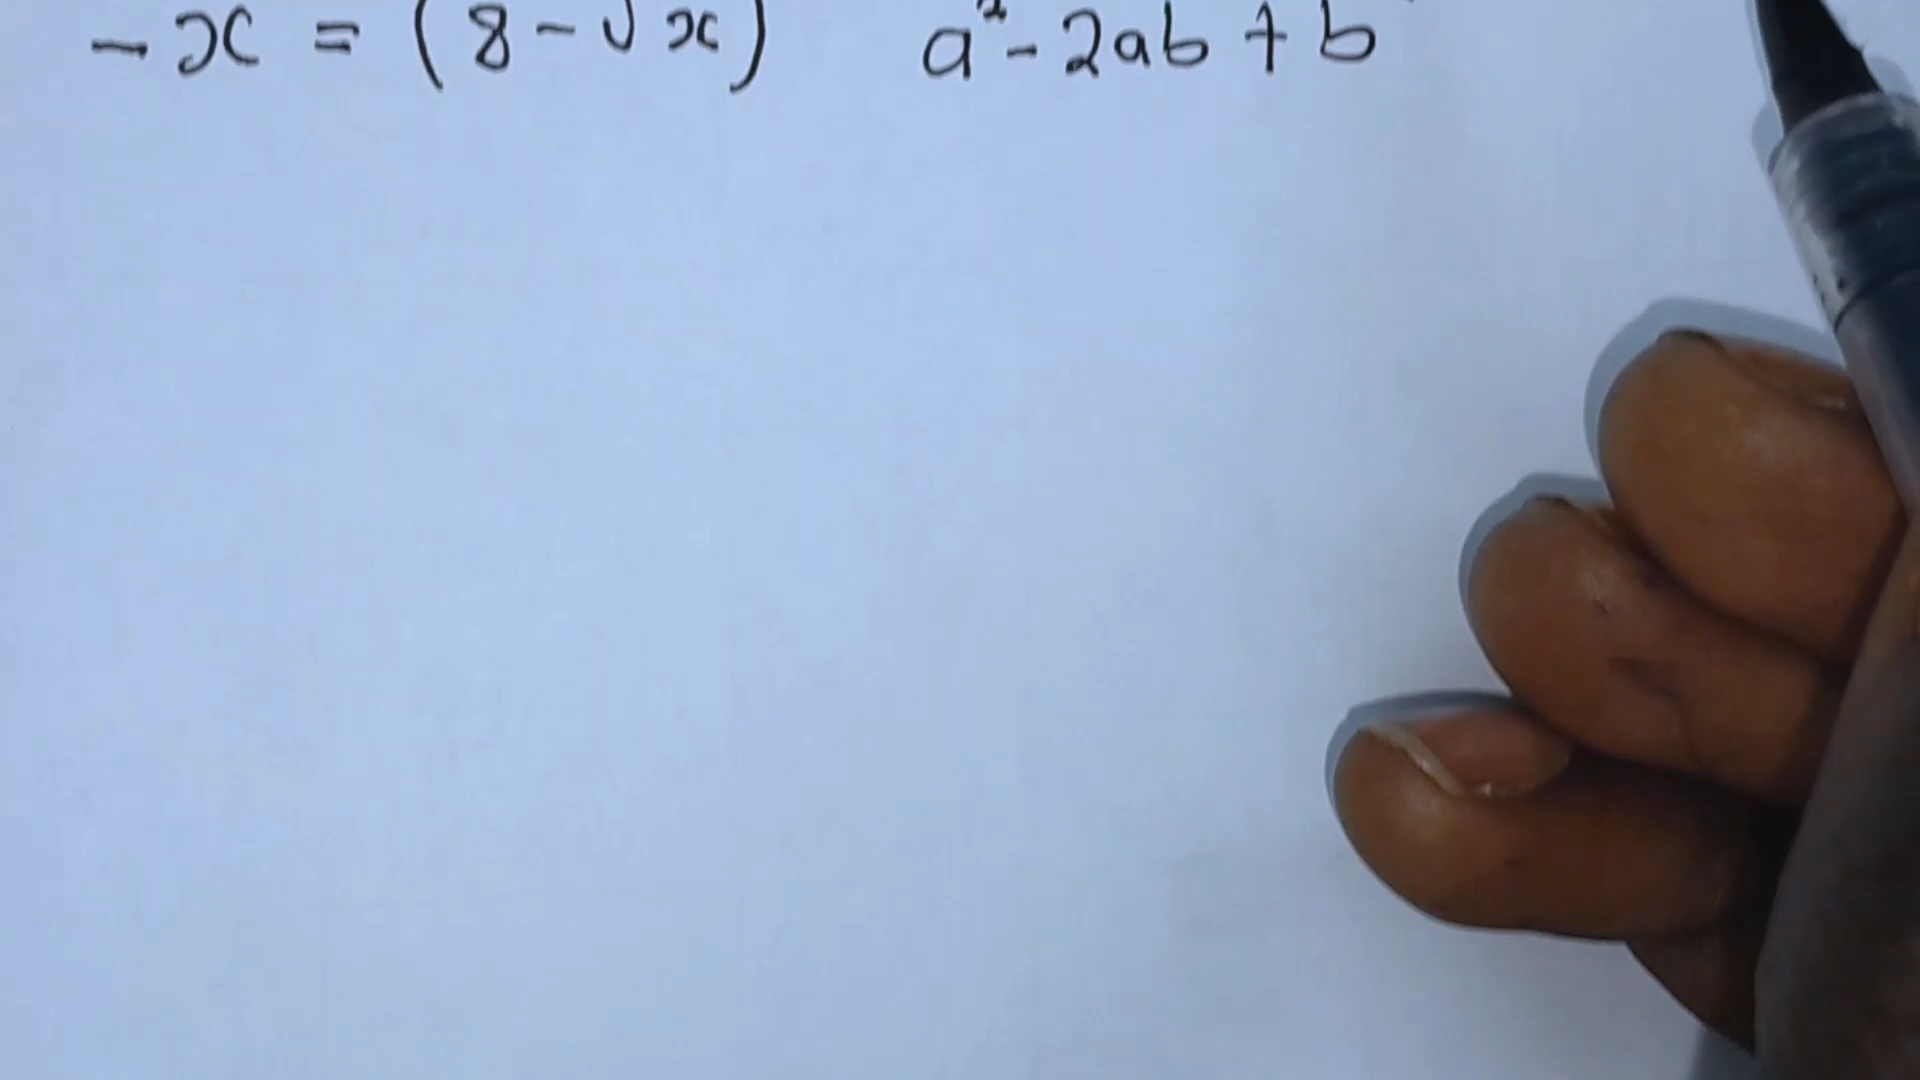 -x = (8-√x) a²-2ab+b